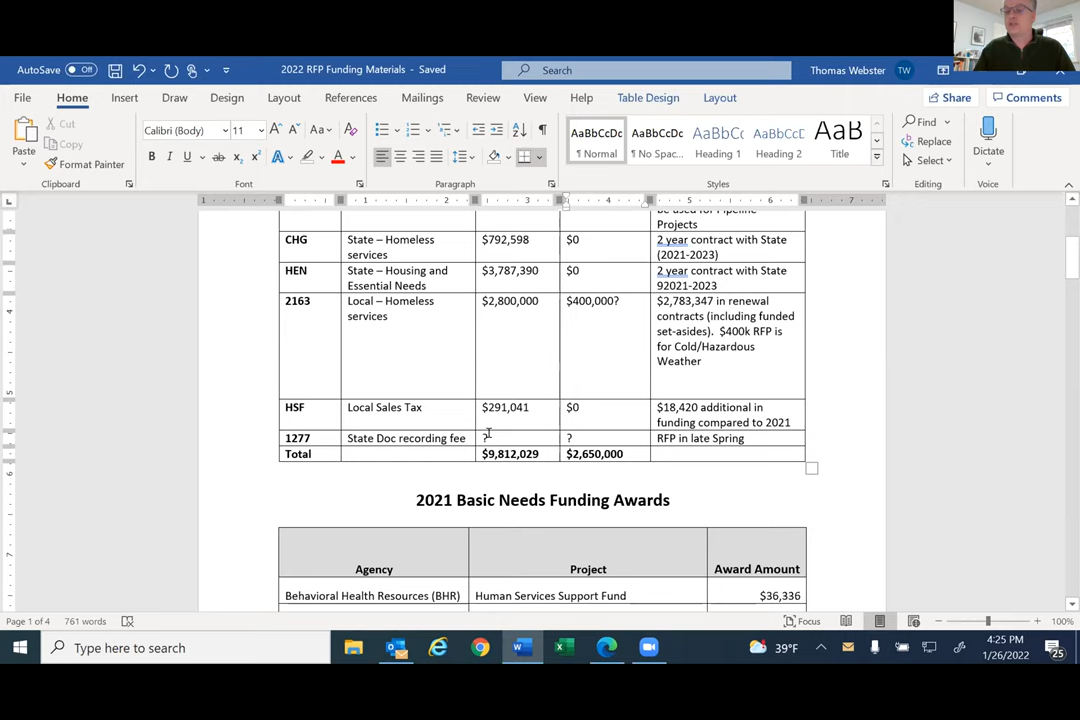 AutoSave Off 2022 RFP Funding Materials - Saved Search Thomas Webster TW
File Home Insert Draw Design Layout References Mailings Review View Help Table Design Layout Share Comments
Paste Cut Copy Format Painter
Calibri (Body) 11
AaBbCcDc AaBbCcDc AaBbCc AaBbCcD AaB
¶ Normal ¶ No Spac... Heading 1 Heading 2 Title
Find Replace Select Dictate
Clipboard Font Paragraph Styles Editing Voice
be used for Pipeline
Projects
CHG State – Homeless $792,598 $0 2 year contract with State
services (2021-2023)
HEN State – Housing and $3,787,390 $0 2 year contract with State
Essential Needs 92021-2023
2163 Local – Homeless $2,800,000 $400,000? $2,783,347 in renewal
services contracts (including funded
set-asides). $400k RFP is
for Cold/Hazardous
Weather
HSF Local Sales Tax $291,041 $0 $18,420 additional in
funding compared to 2021
1277 State Doc recording fee ? ? RFP in late Spring
Total $9,812,029 $2,650,000
2021 Basic Needs Funding Awards
Agency Project Award Amount
Behavioral Health Resources (BHR) Human Services Support Fund $36,336
Page 1 of 4 761 words Focus 100%
Type here to search 39°F 4:25 PM
1/26/2022 25